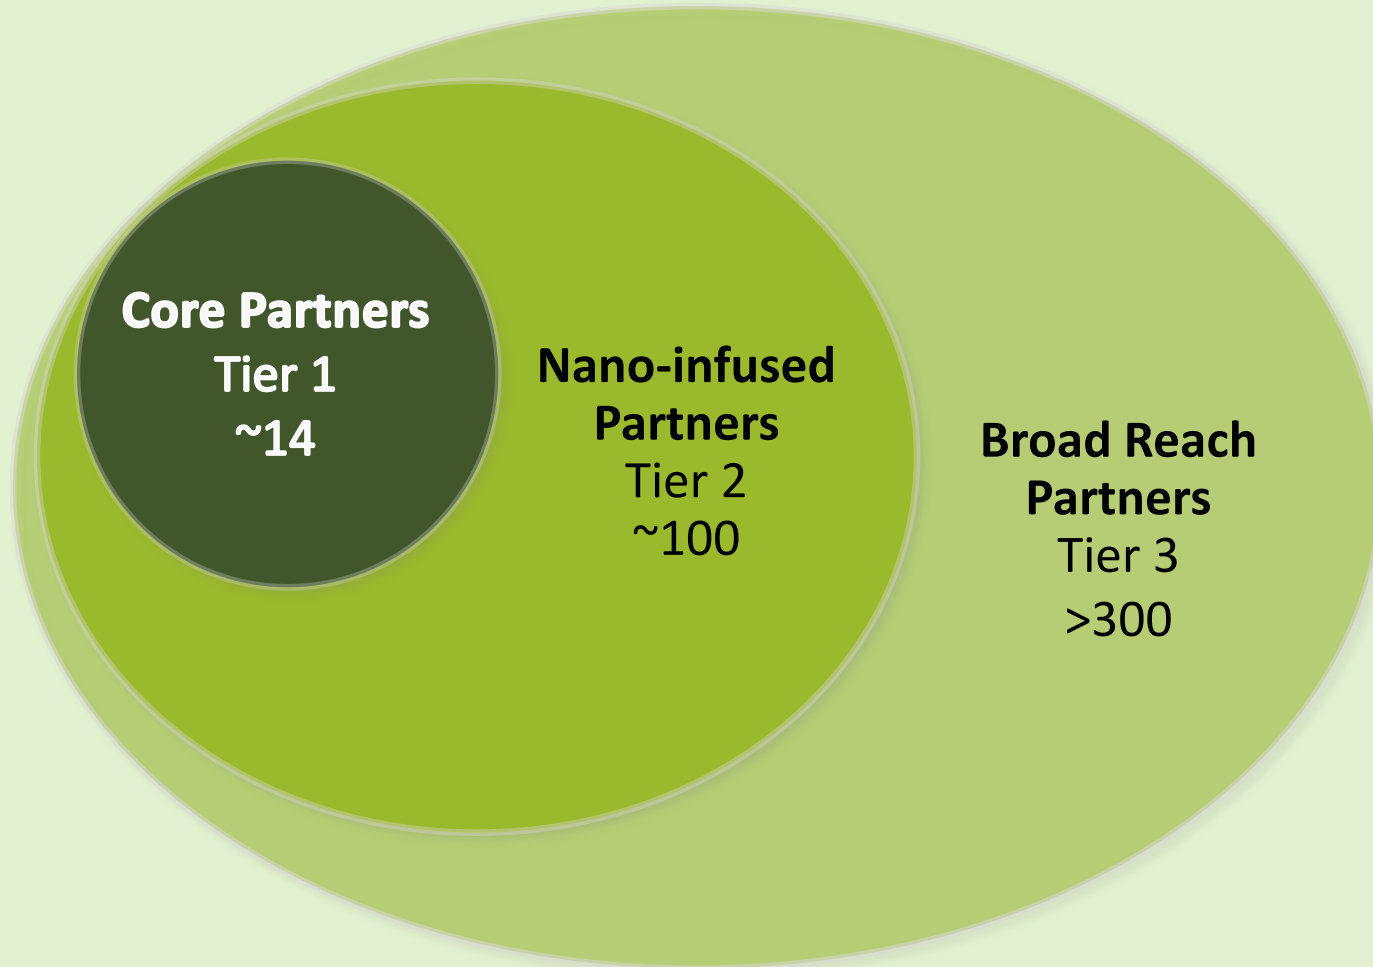 Core Partners
Tier 1
~14
Nano-infused
Partners
Tier 2
~100
Broad Reach
Partners
Tier 3
>300